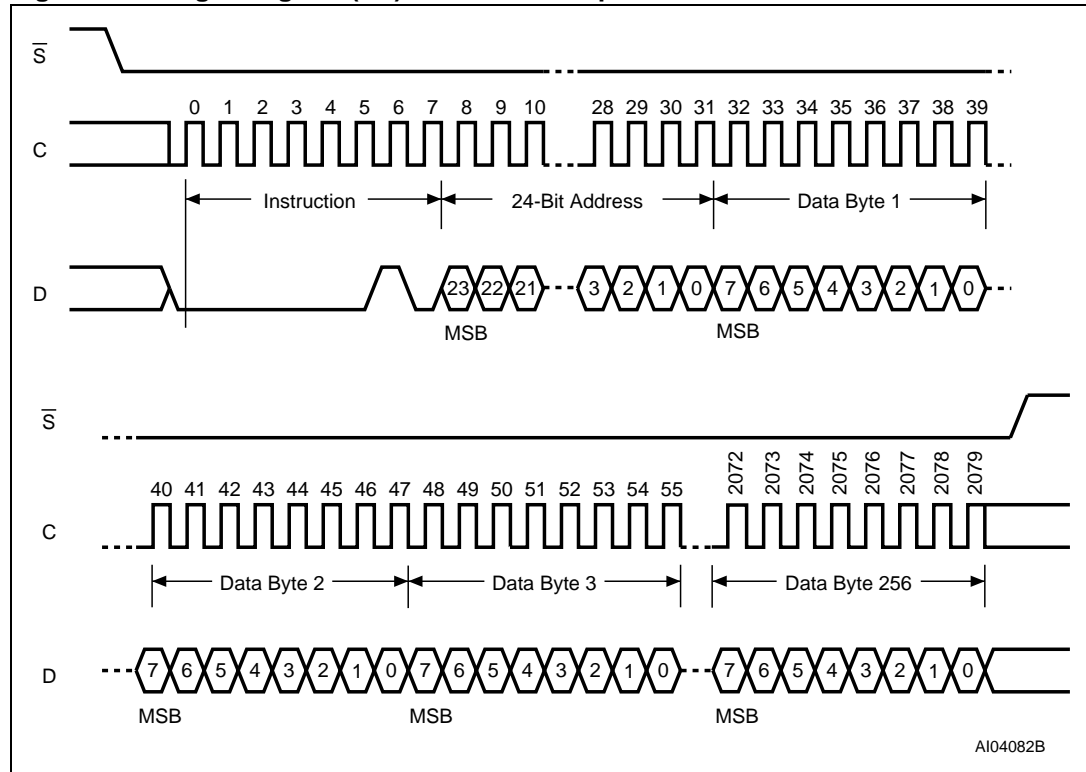 S
0 1 2 3 4 5 6 7 8 9 10 28 29 30 31 32 33 34 35 36 37 38 39
C
Instruction 24-Bit Address Data Byte 1
D 23 22 21 3 2 1 0 7 6 5 4 3 2 1 0
MSB MSB
S
40 41 42 43 44 45 46 47 48 49 50 51 52 53 54 55 2072 2073 2074 2075 2076 2077 2078 2079
C
Data Byte 2 Data Byte 3 Data Byte 256
D 7 6 5 4 3 2 1 0 7 6 5 4 3 2 1 0 7 6 5 4 3 2 1 0
MSB MSB MSB
AI04082B